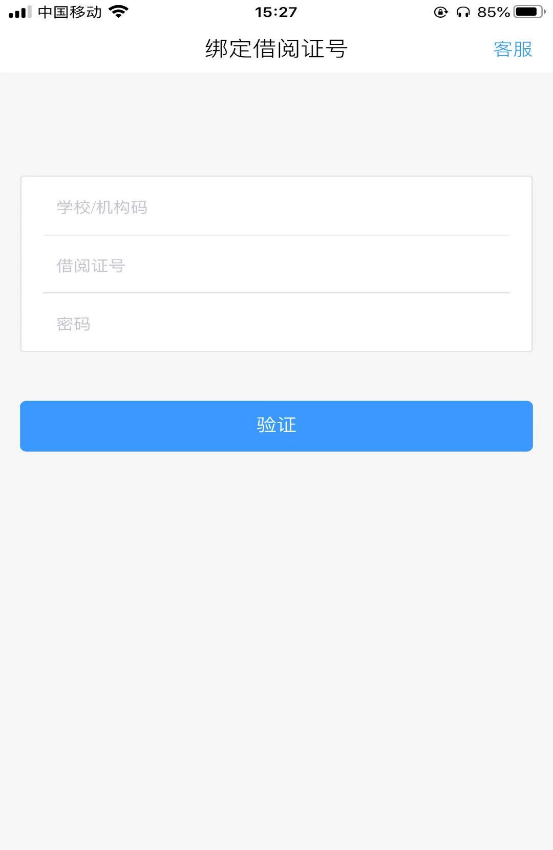 中国移动 15:27 85%
绑定借阅证号 客服
学校/机构码
借阅证号
密码
验证